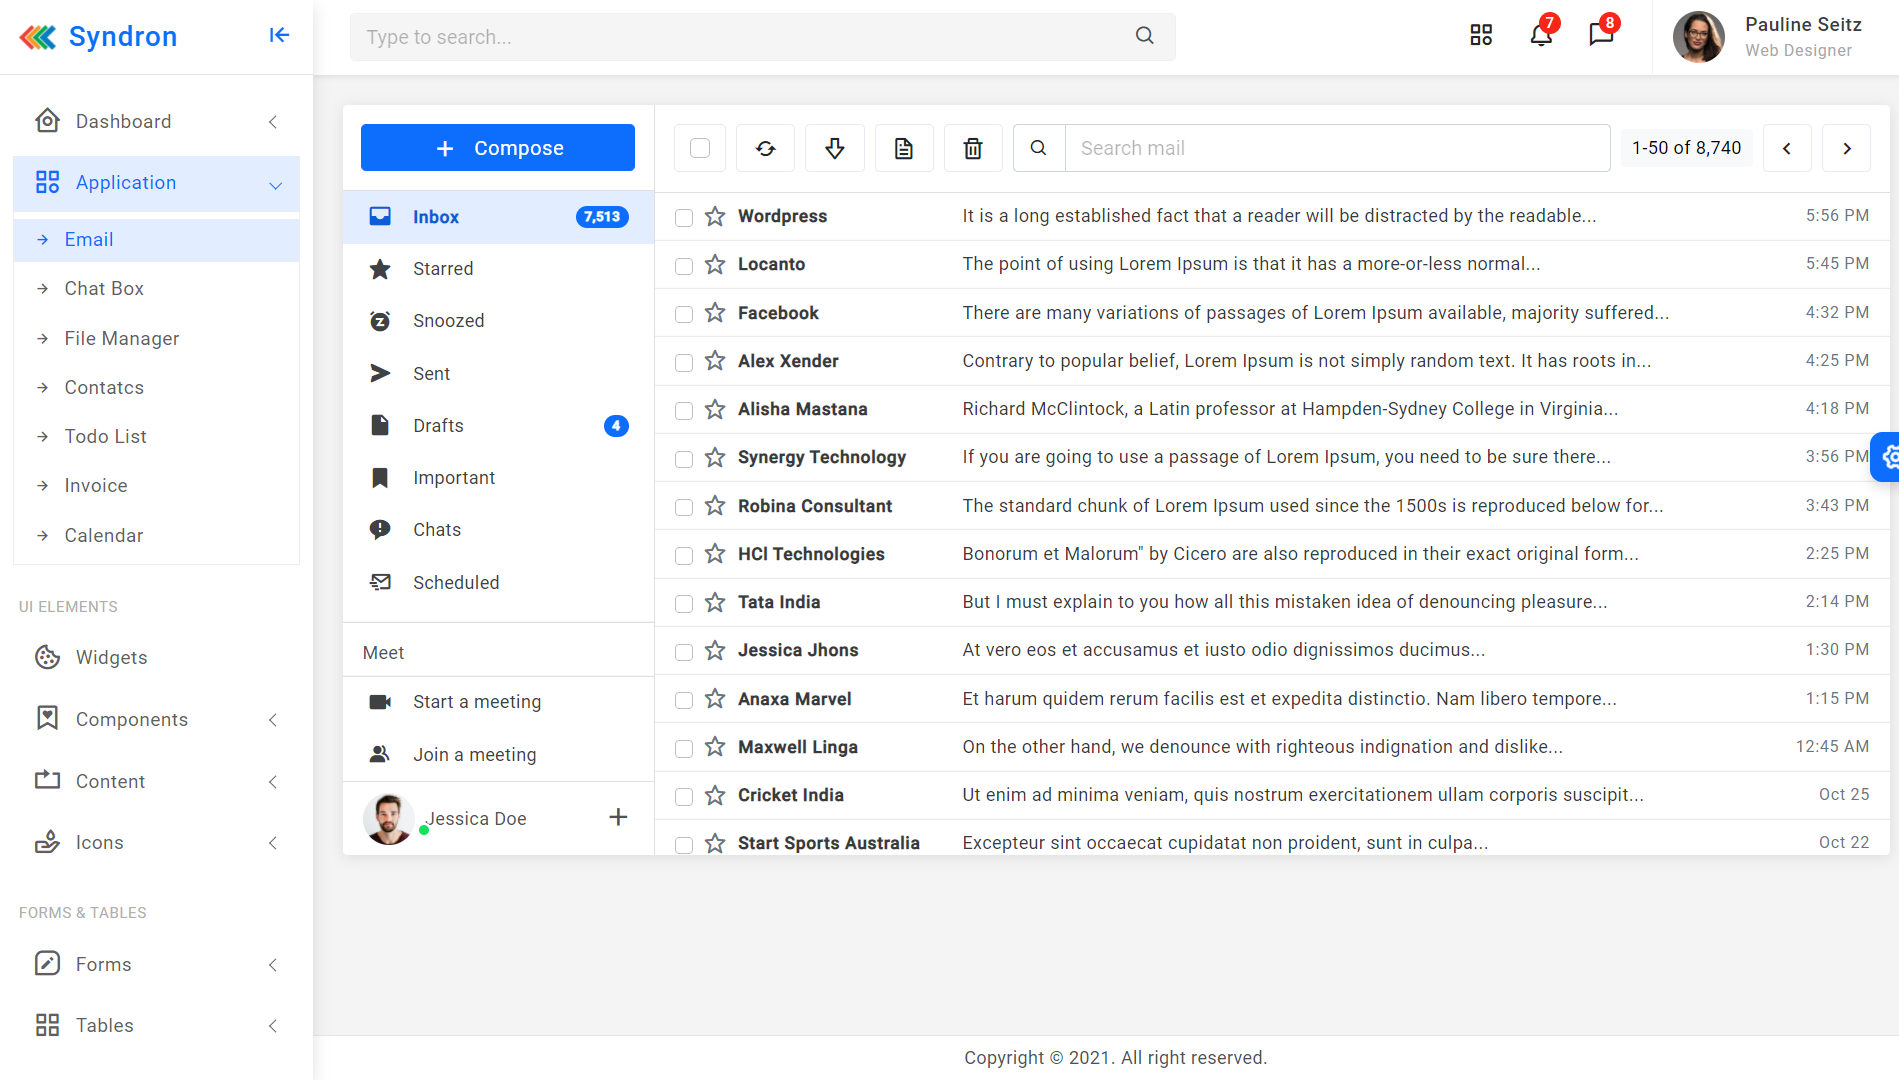 Syndron
Type to search...
7
8
Pauline Seitz
Web Designer
Dashboard
Application
Email
Chat Box
File Manager
Contatcs
Todo List
Invoice
Calendar
UI ELEMENTS
Widgets
Components
Content
Icons
FORMS & TABLES
Forms
Tables
Compose
Inbox 7,513
Starred
Snoozed
Sent
Drafts 4
Important
Chats
Scheduled
Meet
Start a meeting
Join a meeting
Jessica Doe
Search mail
1-50 of 8,740
Wordpress It is a long established fact that a reader will be distracted by the readable... 5:56 PM
Locanto The point of using Lorem Ipsum is that it has a more-or-less normal... 5:45 PM
Facebook There are many variations of passages of Lorem Ipsum available, majority suffered... 4:32 PM
Alex Xender Contrary to popular belief, Lorem Ipsum is not simply random text. It has roots in... 4:25 PM
Alisha Mastana Richard McClintock, a Latin professor at Hampden-Sydney College in Virginia... 4:18 PM
Synergy Technology If you are going to use a passage of Lorem Ipsum, you need to be sure there... 3:56 PM
Robina Consultant The standard chunk of Lorem Ipsum used since the 1500s is reproduced below for... 3:43 PM
HCl Technologies Bonorum et Malorum" by Cicero are also reproduced in their exact original form... 2:25 PM
Tata India But I must explain to you how all this mistaken idea of denouncing pleasure... 2:14 PM
Jessica Jhons At vero eos et accusamus et iusto odio dignissimos ducimus... 1:30 PM
Anaxa Marvel Et harum quidem rerum facilis est et expedita distinctio. Nam libero tempore... 1:15 PM
Maxwell Linga On the other hand, we denounce with righteous indignation and dislike... 12:45 AM
Cricket India Ut enim ad minima veniam, quis nostrum exercitationem ullam corporis suscipit... Oct 25
Start Sports Australia Excepteur sint occaecat cupidatat non proident, sunt in culpa... Oct 22
Copyright © 2021. All right reserved.